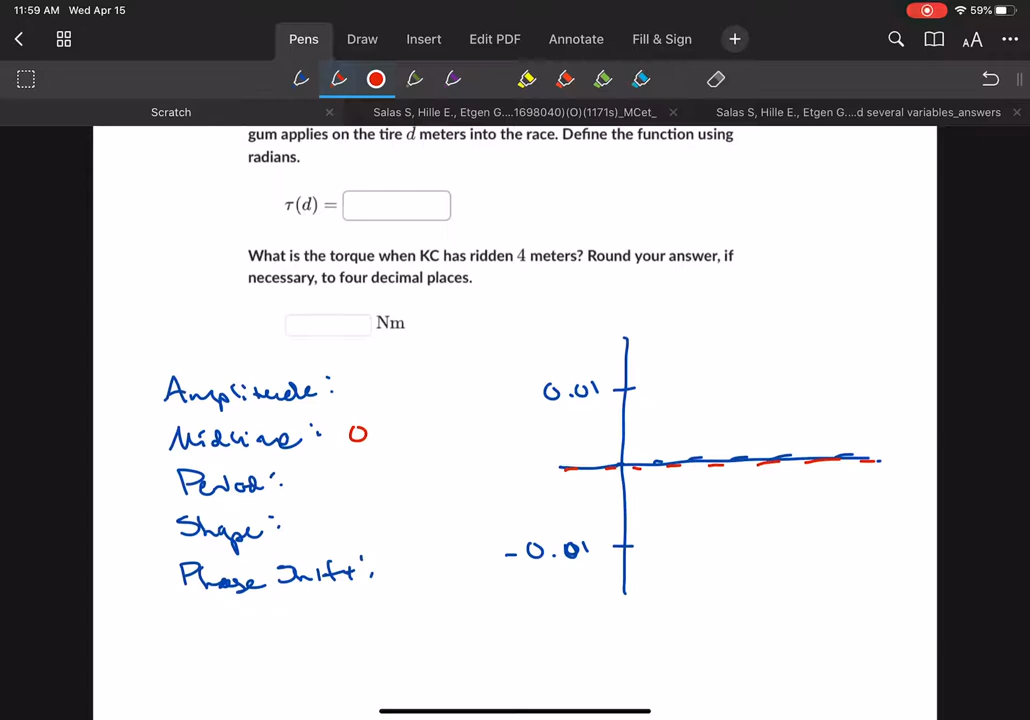 11:59 AM Wed Apr 15
59%
Pens
Draw
Insert
Edit PDF
Annotate
Fill & Sign
Scratch
Salas S, Hille E., Etgen G....1698040)(O)(1171s)_MCet_
Salas S, Hille E., Etgen G....d several variables_answers
gum applies on the tire d meters into the race. Define the function using
radians.
τ(d) =
What is the torque when KC has ridden 4 meters? Round your answer, if
necessary, to four decimal places.
Nm
Amplitude:
Midline: 0
Period:
Shape:
Phase Shift:
0.01
-0.01